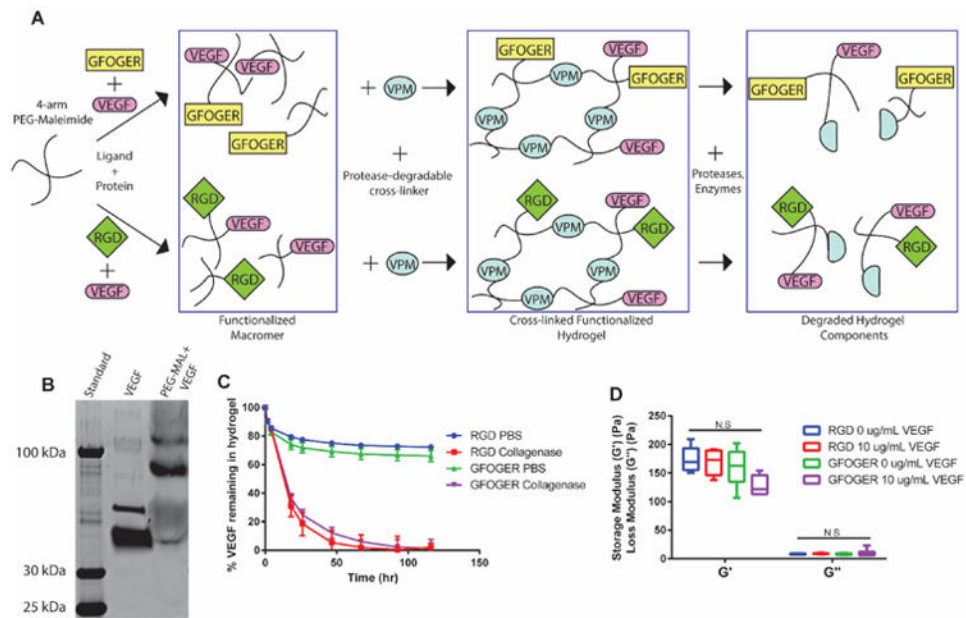 A
GFOGER
+
VEGF
4-arm
PEG-Maleimide
Ligand
+
Protein
RGD
+
VEGF
VEGF
VEGF
GFOGER
GFOGER
RGD
VEGF
VEGF
RGD
Functionalized
Macromer
+ VPM
+
Protease-degradable
cross-linker
+ VPM
GFOGER
VEGF
VPM
GFOGER
VPM
VPM
VPM
VEGF
RGD
VEGF
VPM
RGD
VPM
VPM
VPM
VEGF
Cross-linked Functionalized
Hydrogel
+
Proteases,
Enzymes
VEGF
GFOGER
GFOGER
RGD
VEGF
RGD
VEGF
Degraded Hydrogel
Components
B
Standard
VEGF
PEG-MAL+
VEGF
100 kDa
30 kDa
25 kDa
C
% VEGF remaining in hydrogel
100
80
60
40
20
0
0
50
100
150
Time (hr)
RGD PBS
RGD Collagenase
GFOGER PBS
GFOGER Collagenase
D
Storage Modulus (G') (Pa)
Loss Modulus (G'') (Pa)
250
200
150
100
50
0
N.S
N.S
G'
G''
RGD 0 ug/mL VEGF
RGD 10 ug/mL VEGF
GFOGER 0 ug/mL VEGF
GFOGER 10 ug/mL VEGF